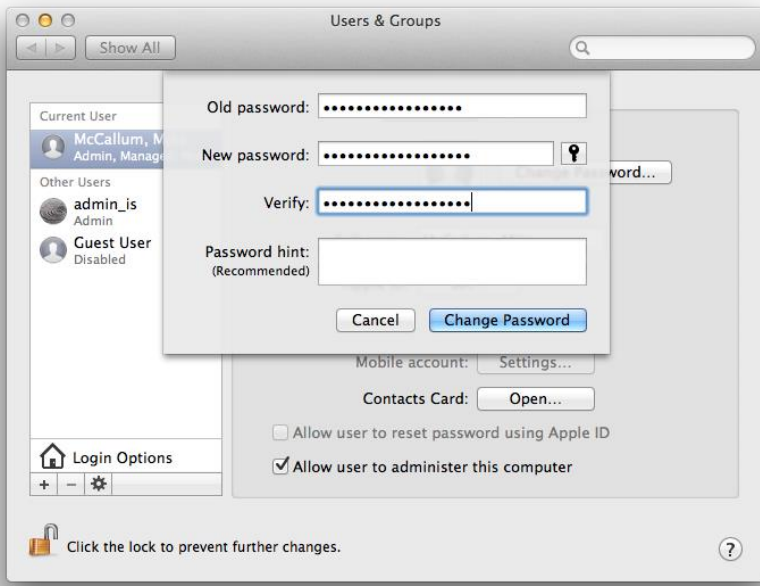 Users & Groups
Show All
Current User
McCallum, M
Admin, Manage
Other Users
admin_is
Admin
Guest User
Disabled
Login Options
+ -
Old password: •••••••••••••••••
New password: ••••••••••••••••••
word...
Verify: ••••••••••••••••••
Password hint:
(Recommended)
Cancel Change Password
Mobile account: Settings...
Contacts Card: Open...
Allow user to reset password using Apple ID
Allow user to administer this computer
Click the lock to prevent further changes.
?